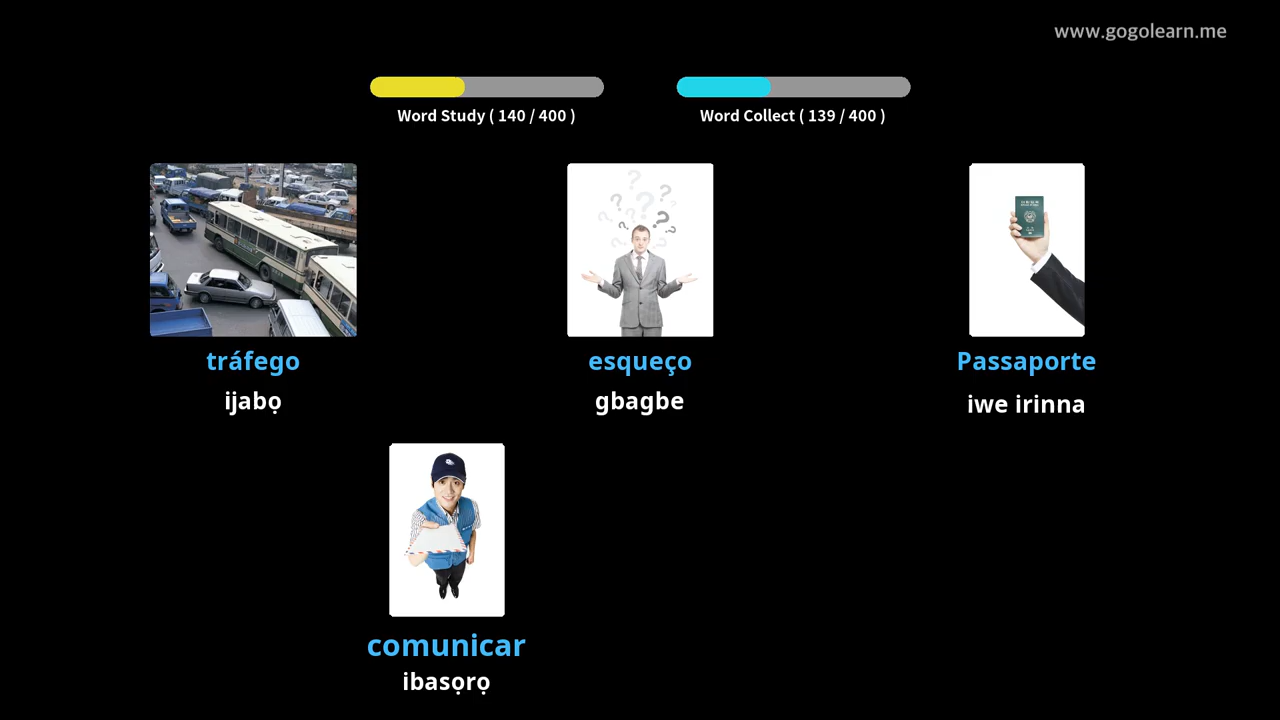 www.gogolearn.me
Word Study ( 140 / 400 )
Word Collect ( 139 / 400 )
tráfego
esqueço
Passaporte
ijabọ
gbagbe
iwe irinna
comunicar
ibasọrọ